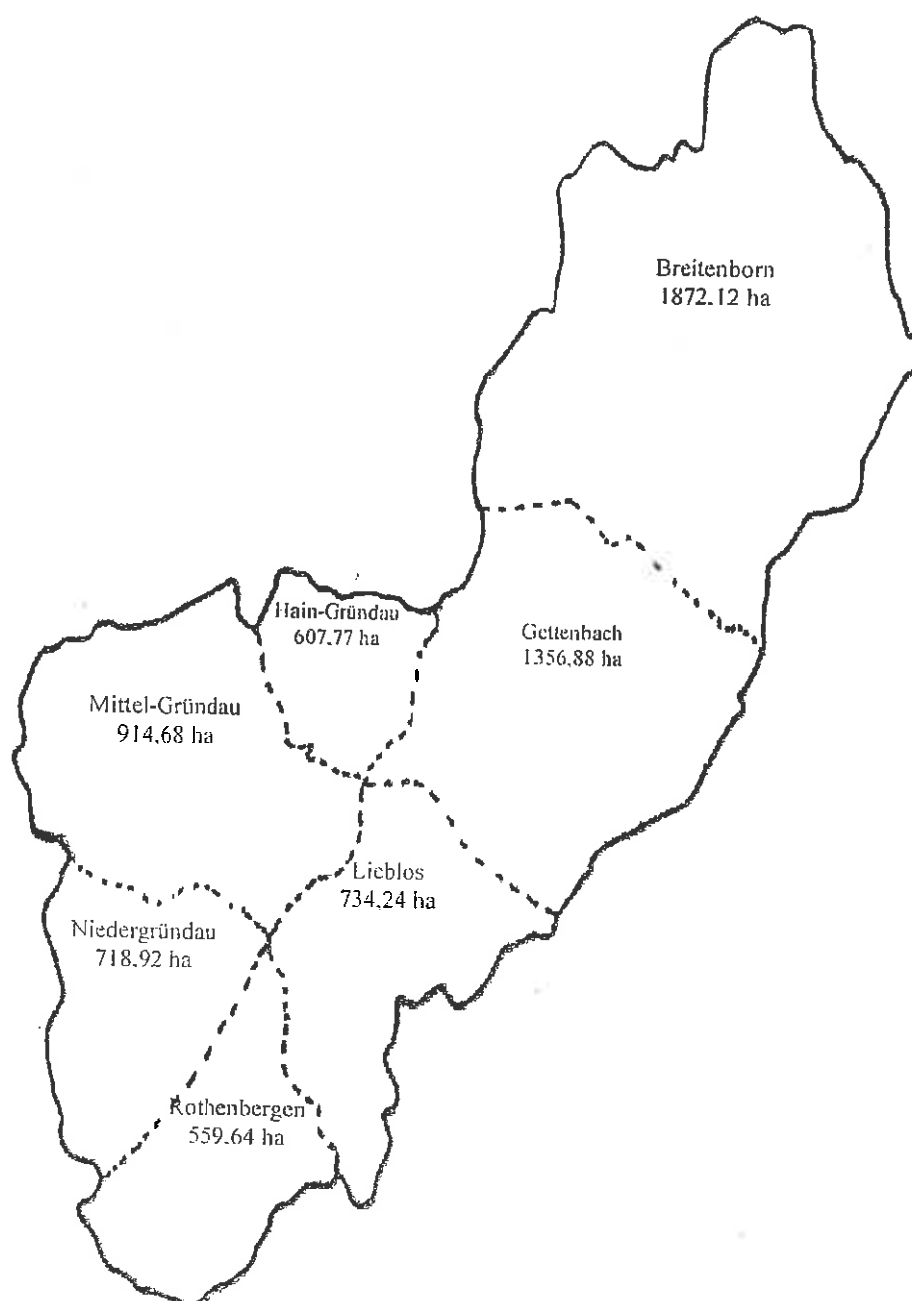 Breitenborn
1872.12 ha
Hain-Gründau
607,77 ha
Gettenbach
1356,88 ha
Mittel-Gründau
914,68 ha
Lieblos
734,24 ha
Niedergründau
718,92 ha
Rothenbergen
559.64 ha